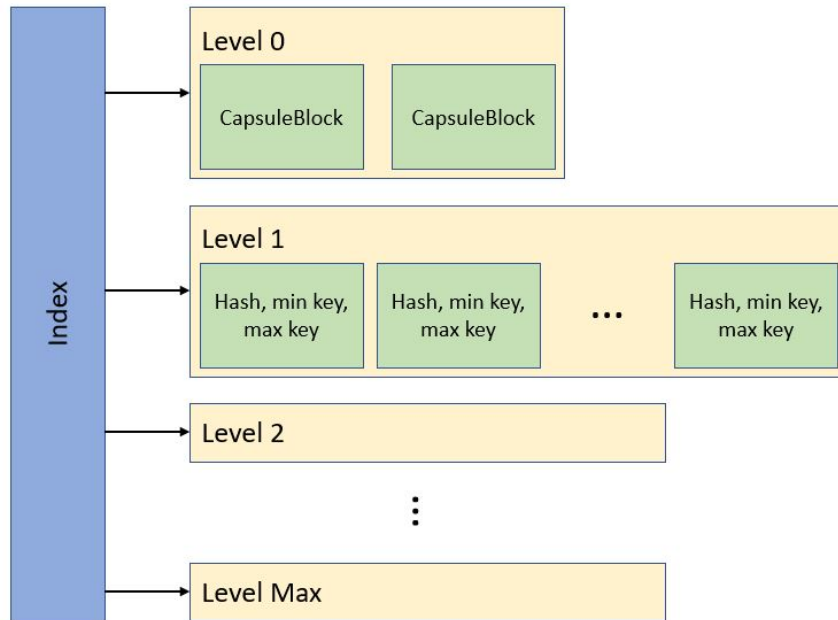 Index
Level 0
CapsuleBlock
CapsuleBlock
Level 1
Hash, min key,
max key
Hash, min key,
max key
...
Hash, min key,
max key
Level 2
⋮
Level Max